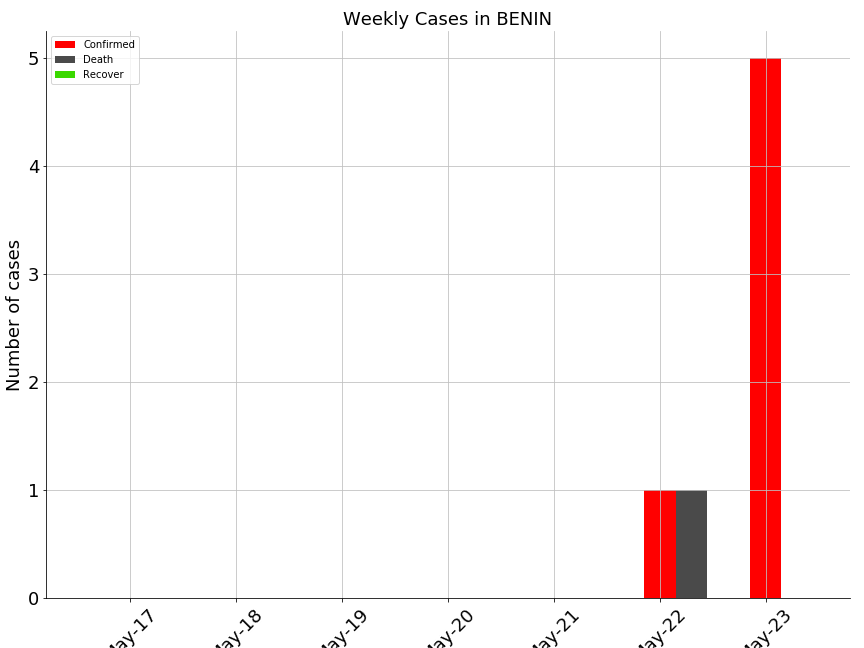 Weekly Cases in BENIN
Confirmed
Death
Recover
Number of cases
5
4
3
2
1
0
May-17
May-18
May-19
May-20
May-21
May-22
May-23